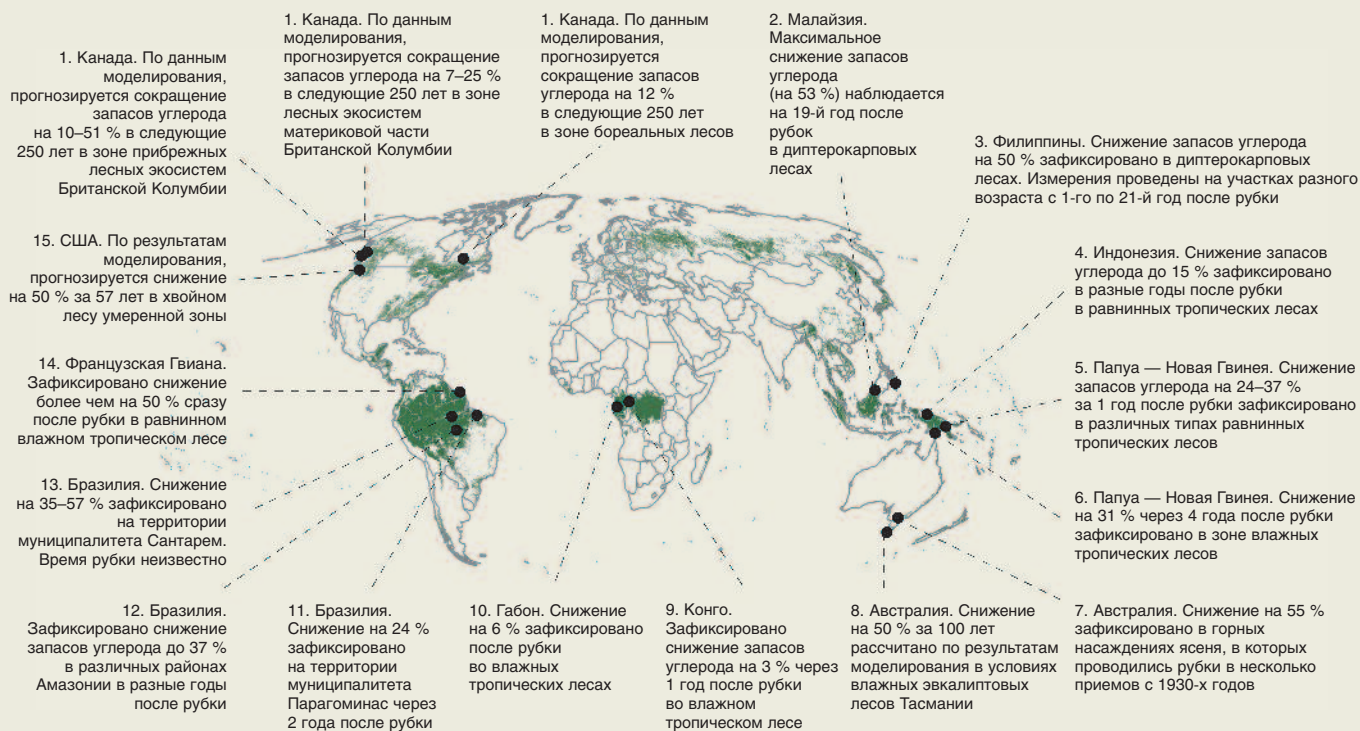 1. Канада. По данным
моделирования,
прогнозируется сокращение
запасов углерода
на 10–51 % в следующие
250 лет в зоне прибрежных
лесных экосистем
Британской Колумбии
1. Канада. По данным
моделирования,
прогнозируется сокращение
запасов углерода на 7–25 %
в следующие 250 лет в зоне
лесных экосистем
материковой части
Британской Колумбии
1. Канада. По данным
моделирования,
прогнозируется
сокращение запасов
углерода на 12 %
в следующие 250 лет
в зоне бореальных лесов
2. Малайзия.
Максимальное
снижение запасов
углерода
(на 53 %) наблюдается
на 19-й год после
рубок
в диптерокарповых
лесах
3. Филиппины. Снижение запасов углерода
на 50 % зафиксировано в диптерокарповых
лесах. Измерения проведены на участках разного
возраста с 1-го по 21-й год после рубки
4. Индонезия. Снижение запасов
углерода до 15 % зафиксировано
в разные годы после рубки
в равнинных тропических лесах
5. Папуа — Новая Гвинея. Снижение
запасов углерода на 24–37 %
за 1 год после рубки зафиксировано
в различных типах равнинных
тропических лесов
6. Папуа — Новая Гвинея. Снижение
на 31 % через 4 года после рубки
зафиксировано в зоне влажных
тропических лесов
7. Австралия. Снижение на 55 %
зафиксировано в горных
насаждениях ясеня, в которых
проводились рубки в несколько
приемов с 1930-х годов
8. Австралия. Снижение
на 50 % за 100 лет
рассчитано по результатам
моделирования в условиях
влажных эвкалиптовых
лесов Тасмании
9. Конго.
Зафиксировано
снижение запасов
углерода на 3 % через
1 год после рубки
во влажном
тропическом лесе
10. Габон. Снижение
на 6 % зафиксировано
после рубки
во влажных
тропических лесах
11. Бразилия.
Снижение на 24 %
зафиксировано
на территории
муниципалитета
Парагоминас через
2 года после рубки
12. Бразилия.
Зафиксировано снижение
запасов углерода до 37 %
в различных районах
Амазонии в разные годы
после рубки
13. Бразилия. Снижение
на 35–57 % зафиксировано
на территории
муниципалитета Сантарем.
Время рубки неизвестно
14. Французская Гвиана.
Зафиксировано снижение
более чем на 50 % сразу
после рубки в равнинном
влажном тропическом лесе
15. США. По результатам
моделирования,
прогнозируется снижение
на 50 % за 57 лет в хвойном
лесу умеренной зоны